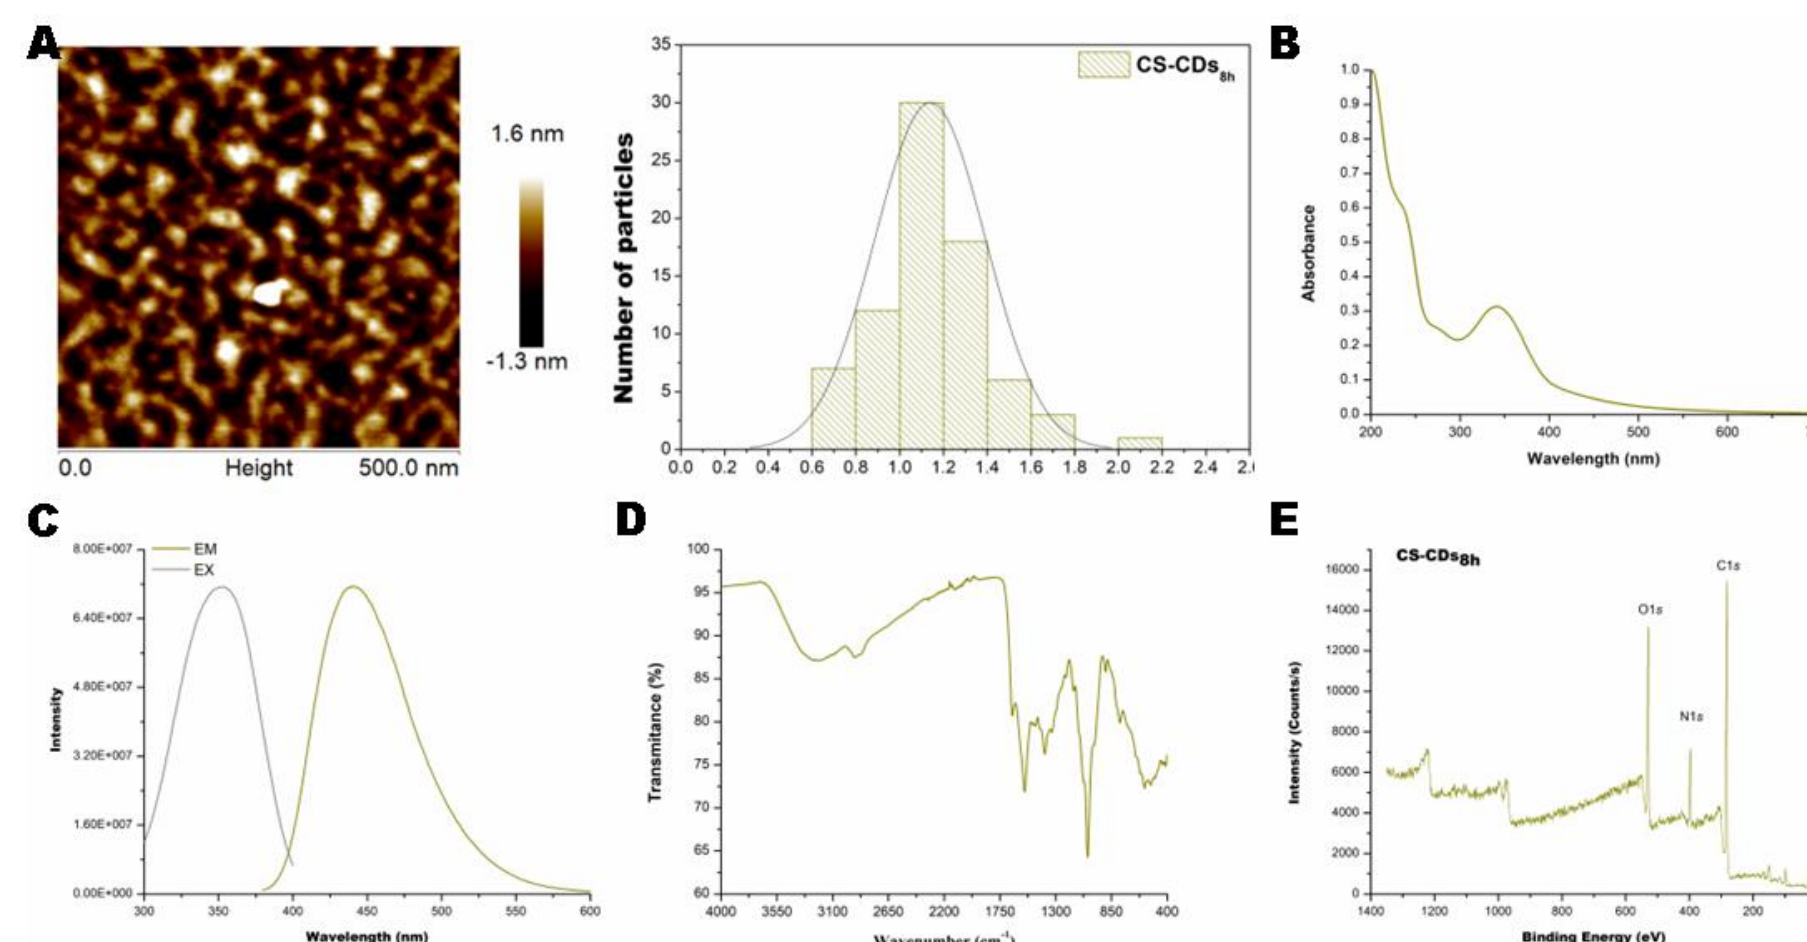 A
1.6 nm
-1.3 nm
0.0 Height 500.0 nm
CS-CDs8h
Number of particles
35
30
25
20
15
10
5
0
0.0 0.2 0.4 0.6 0.8 1.0 1.2 1.4 1.6 1.8 2.0 2.2 2.4
B
Absorbance
1.0
0.9
0.8
0.7
0.6
0.5
0.4
0.3
0.2
0.1
0.0
200 300 400 500 600
Wavelength (nm)
C
EM
EX
Intensity
8.00E+007
6.40E+007
4.80E+007
3.20E+007
1.60E+007
0.00E+000
300 350 400 450 500 550 600
Wavelength (nm)
D
Transmitance (%)
100
95
90
85
80
75
70
65
60
4000 3550 3100 2650 2200 1750 1300 850 400
Wavenumber (cm-1)
E
CS-CDs8h
C1s
O1s
N1s
Intensity (Counts/s)
16000
14000
12000
10000
8000
6000
4000
2000
0
1400 1200 1000 800 600 400 200
Binding Energy (eV)